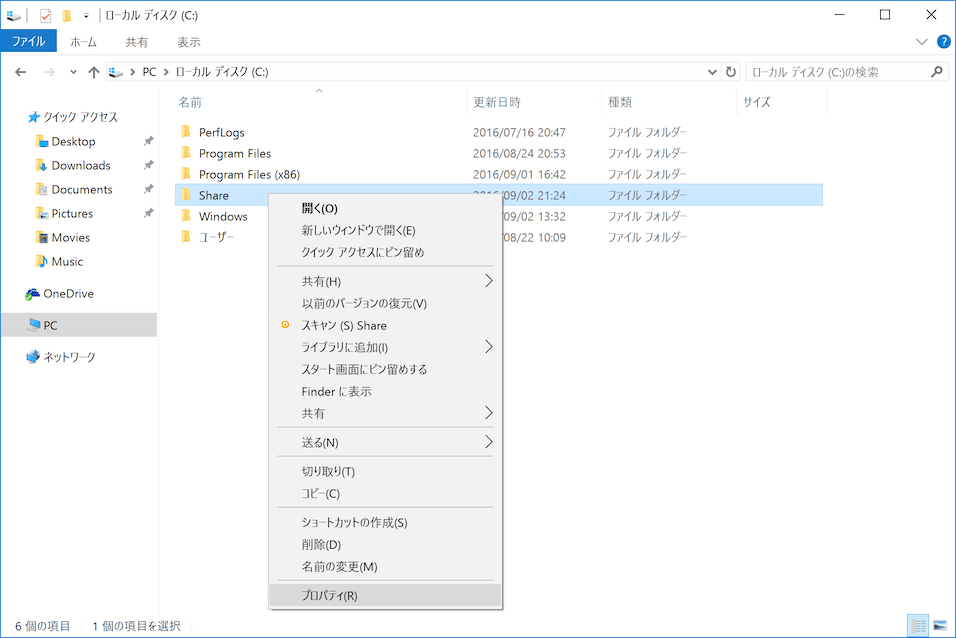 ローカル ディスク (C:)
ファイル ホーム 共有 表示
PC ローカル ディスク (C:) ローカル ディスク (C:)の検索
クイック アクセス
Desktop
Downloads
Documents
Pictures
Movies
Music
OneDrive
PC
ネットワーク
名前 更新日時 種類 サイズ
PerfLogs 2016/07/16 20:47 ファイル フォルダー
Program Files 2016/08/24 20:53 ファイル フォルダー
Program Files (x86) 2016/09/01 16:42 ファイル フォルダー
Share 2016/09/02 21:24 ファイル フォルダー
Windows /09/02 13:32 ファイル フォルダー
ユーザー 08/22 10:09 ファイル フォルダー
開く(O)
新しいウィンドウで開く(E)
クイック アクセスにピン留め
共有(H)
以前のバージョンの復元(V)
スキャン (S) Share
ライブラリに追加(I)
スタート画面にピン留めする
Finder に表示
共有
送る(N)
切り取り(T)
コピー(C)
ショートカットの作成(S)
削除(D)
名前の変更(M)
プロパティ(R)
6 個の項目 1 個の項目を選択